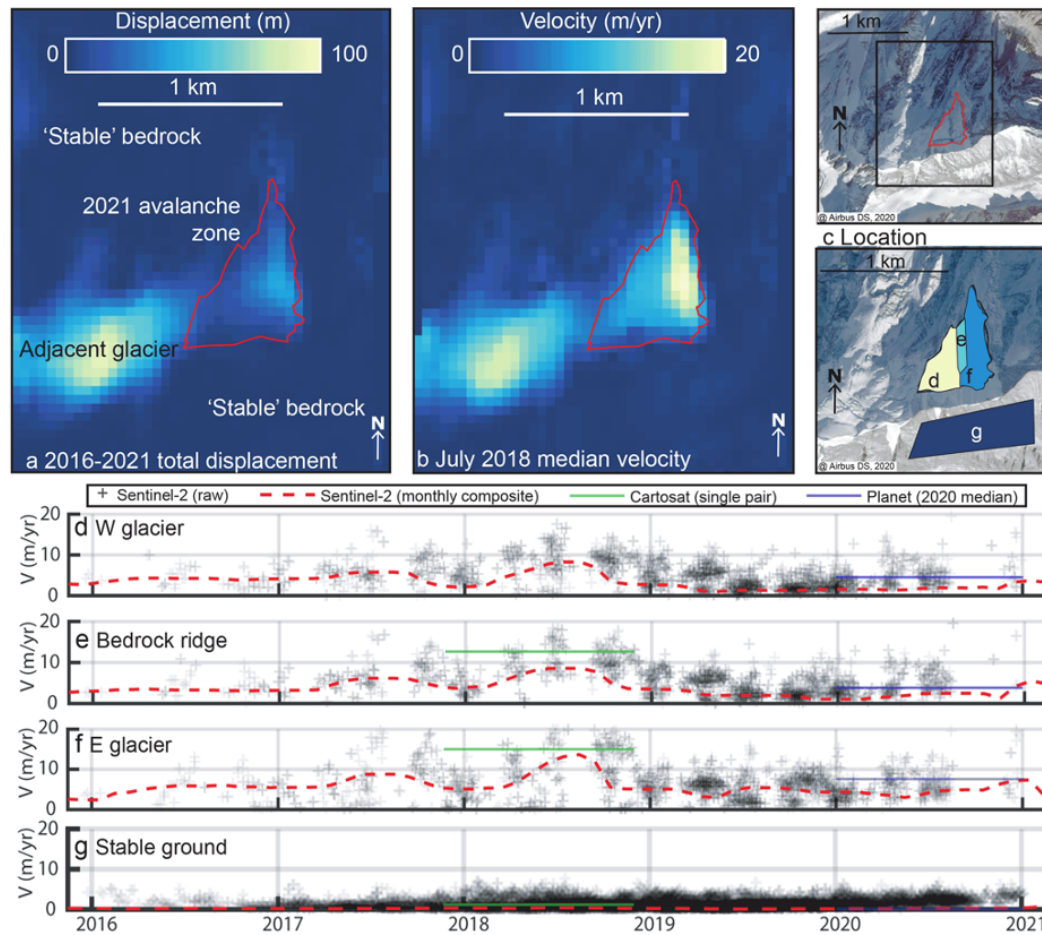 Displacement (m)
0 100
1 km
'Stable' bedrock
2021 avalanche
zone
Adjacent glacier
'Stable' bedrock
N
a 2016-2021 total displacement
Velocity (m/yr)
0 20
1 km
N
b July 2018 median velocity
1 km
N
@ Airbus DS, 2020
c Location
1 km
N
d
e
f
g
@ Airbus DS, 2020
+ Sentinel-2 (raw) Sentinel-2 (monthly composite) Cartosat (single pair) Planet (2020 median)
d W glacier
V (m/yr)
20
10
0
e Bedrock ridge
V (m/yr)
20
10
0
f E glacier
V (m/yr)
20
10
0
g Stable ground
V (m/yr)
20
10
0
2016 2017 2018 2019 2020 2021